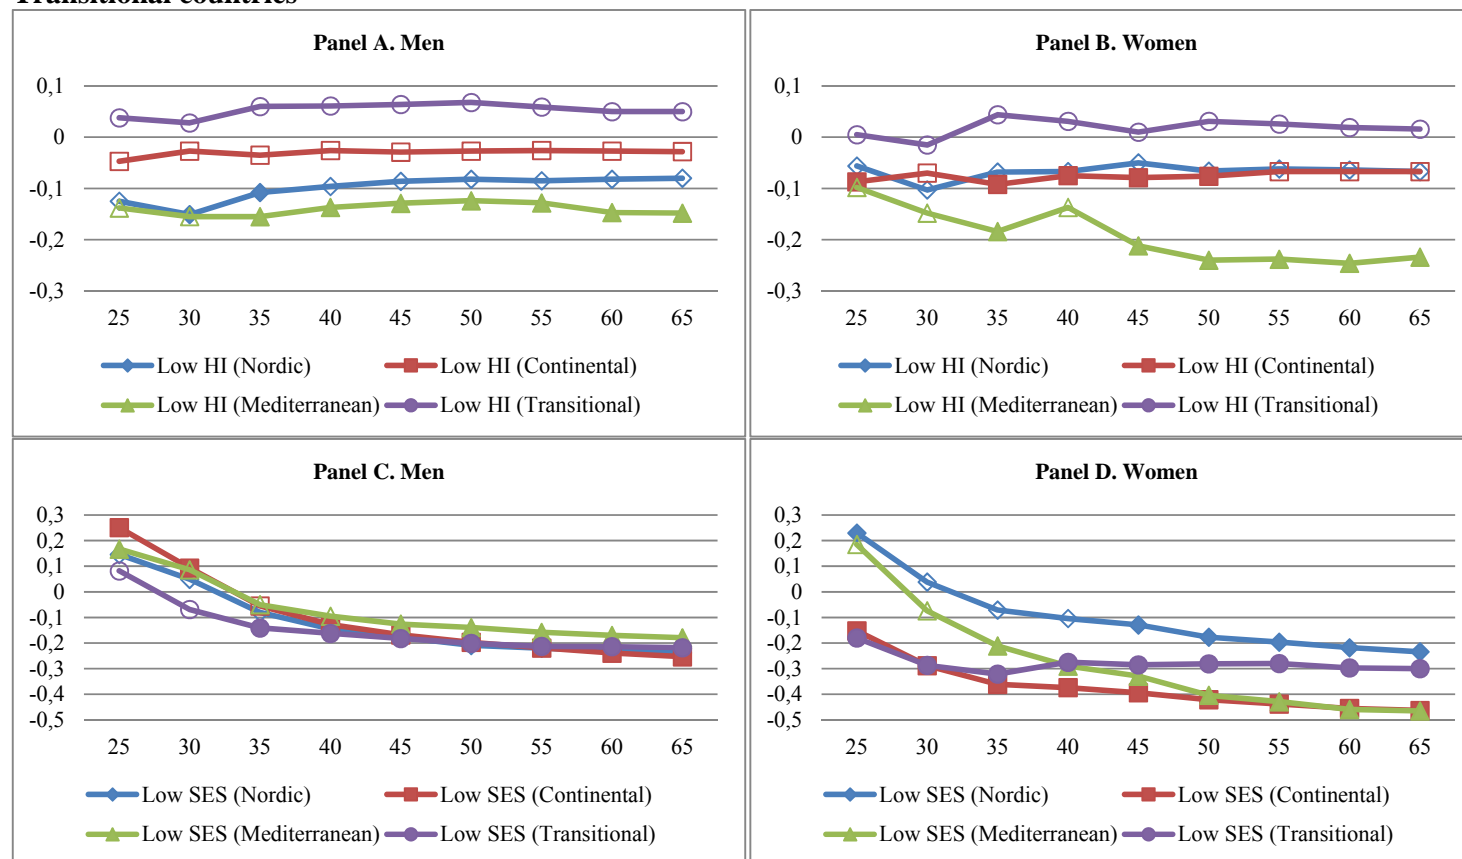 Transitional countries
Panel A. Men
0,1
0
-0,1
-0,2
-0,3
25 30 35 40 45 50 55 60 65
Low HI (Nordic) Low HI (Continental)
Low HI (Mediterranean) Low HI (Transitional)
Panel B. Women
0,1
0
-0,1
-0,2
-0,3
25 30 35 40 45 50 55 60 65
Low HI (Nordic) Low HI (Continental)
Low HI (Mediterranean) Low HI (Transitional)
Panel C. Men
0,3
0,2
0,1
0
-0,1
-0,2
-0,3
-0,4
-0,5
25 30 35 40 45 50 55 60 65
Low SES (Nordic) Low SES (Continental)
Low SES (Mediterranean) Low SES (Transitional)
Panel D. Women
0,3
0,2
0,1
0
-0,1
-0,2
-0,3
-0,4
-0,5
25 30 35 40 45 50 55 60 65
Low SES (Nordic) Low SES (Continental)
Low SES (Mediterranean) Low SES (Transitional)